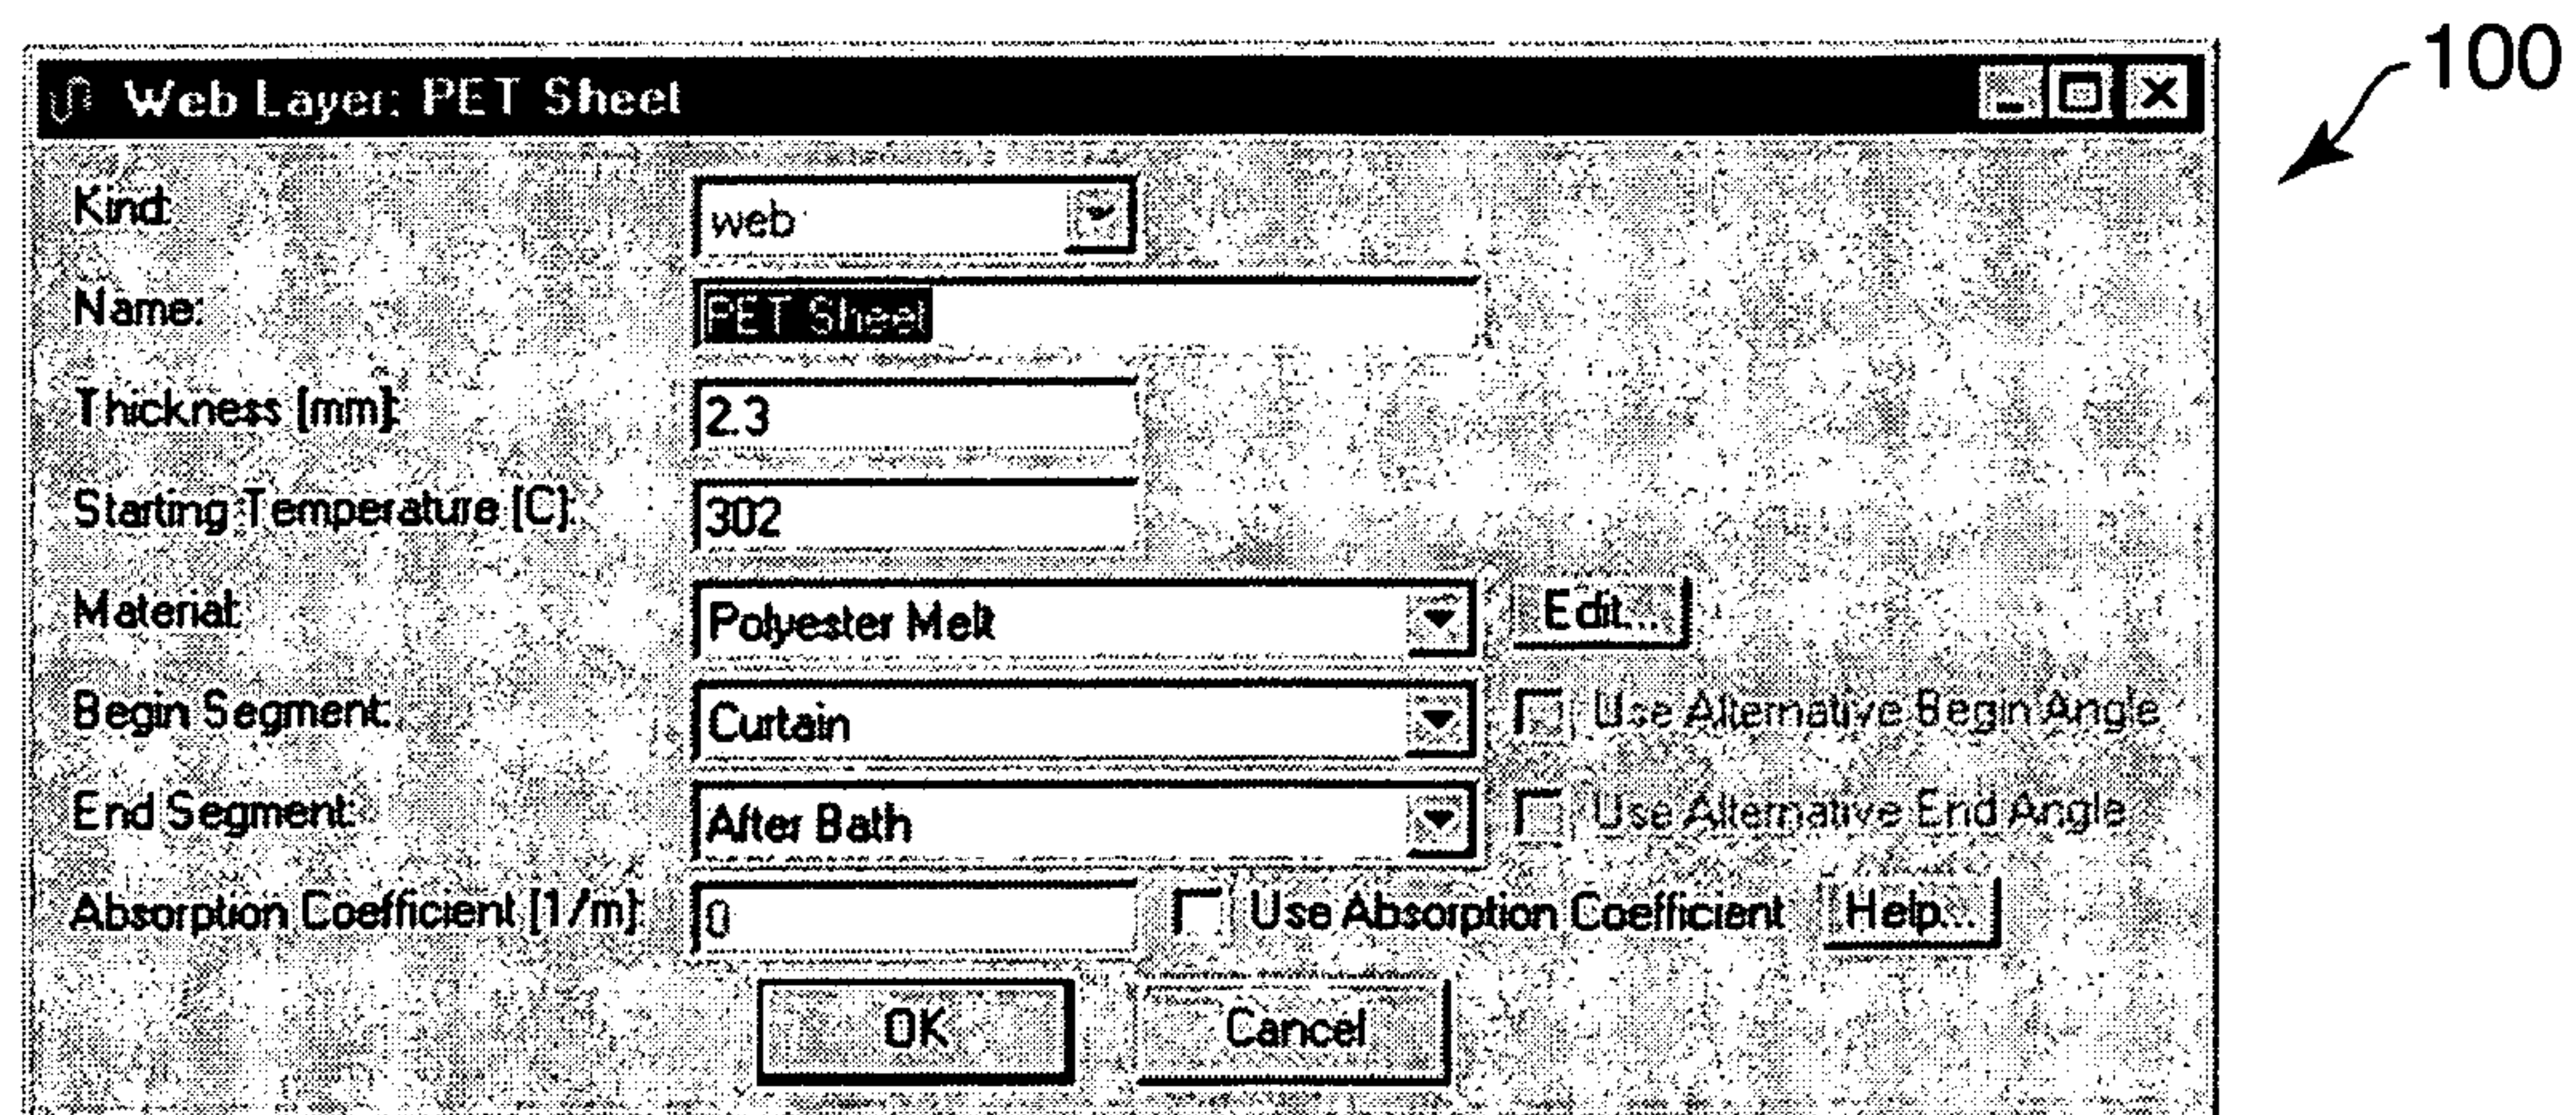 100
Web Layer: PET Sheet
Kind: web
Name: PET Sheet
Thickness [mm]: 2.3
Starting Temperature [C]: 302
Material: Polyester Melt Edit...
Begin Segment: Curtain Use Alternative Begin Angle
End Segment: After Bath Use Alternative End Angle
Absorption Coefficient [1/m]: 0 Use Absorption Coefficient Help...
OK Cancel